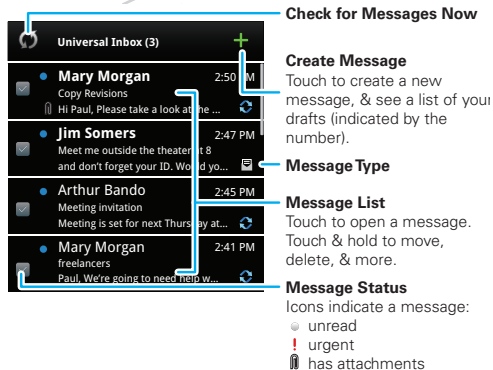 Check for Messages Now
Universal Inbox (3)
Create Message
Touch to create a new
message, & see a list of your
drafts (indicated by the
number).
Mary Morgan 2:50 PM
Copy Revisions
Hi Paul, Please take a look at the ...
Jim Somers 2:47 PM
Meet me outside the theater at 8
and don't forget your ID. Would yo...
Message Type
Arthur Bando 2:45 PM
Meeting invitation
Meeting is set for next Thursday at...
Mary Morgan 2:41 PM
freelancers
Paul, We're going to need help w...
Message List
Touch to open a message.
Touch & hold to move,
delete, & more.
Message Status
Icons indicate a message:
unread
urgent
has attachments